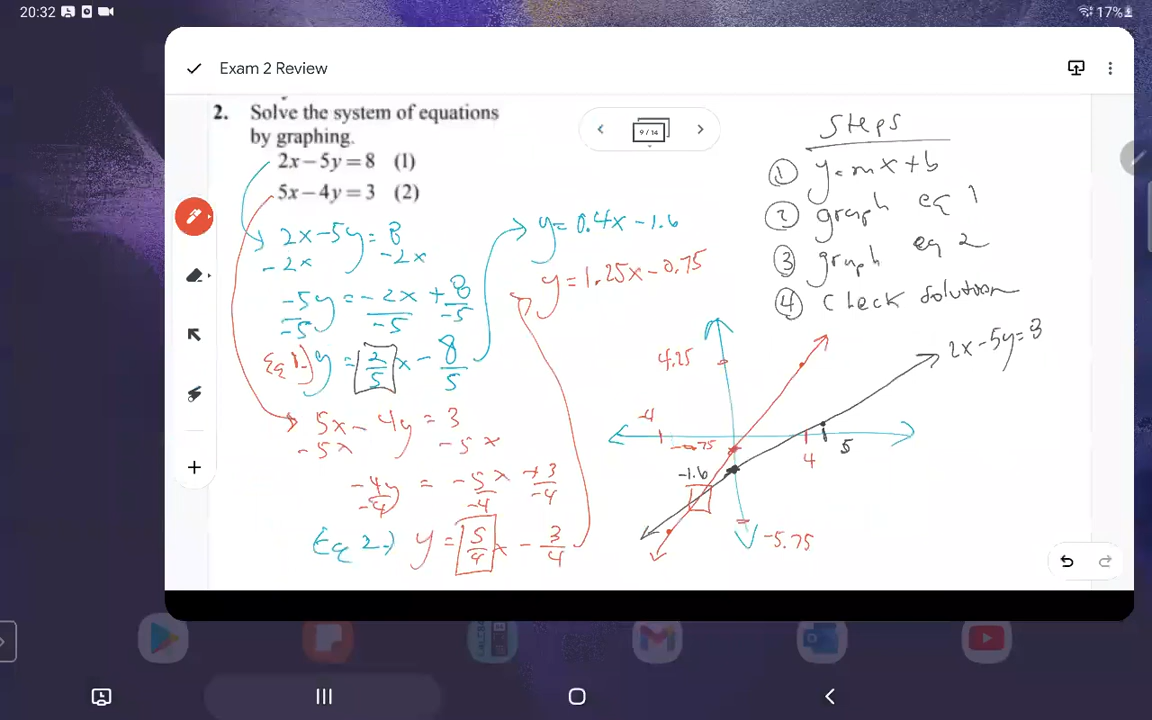 20:32
17%
Exam 2 Review
2. Solve the system of equations
by graphing.
2x – 5y = 8 (1)
5x – 4y = 3 (2)
9 / 14
Steps
① y=mx+b
② graph eq 1
③ graph eq 2
④ Check Solution
2x-5y=8
-2x -2x
-5y = -2x + 8
-5 -5 -5
Eq 1.) y = 2/5 x - 8/5
y= 0.4x -1.6
y=1.25x-0.75
5x - 4y = 3
-5x -5x
-4y = -5x + 3
-4 -4 -4
Eq 2.) y = 5/4 x - 3/4
4.25
2x-5y=8
-4
-.75
4
5
-1.6
-5.75